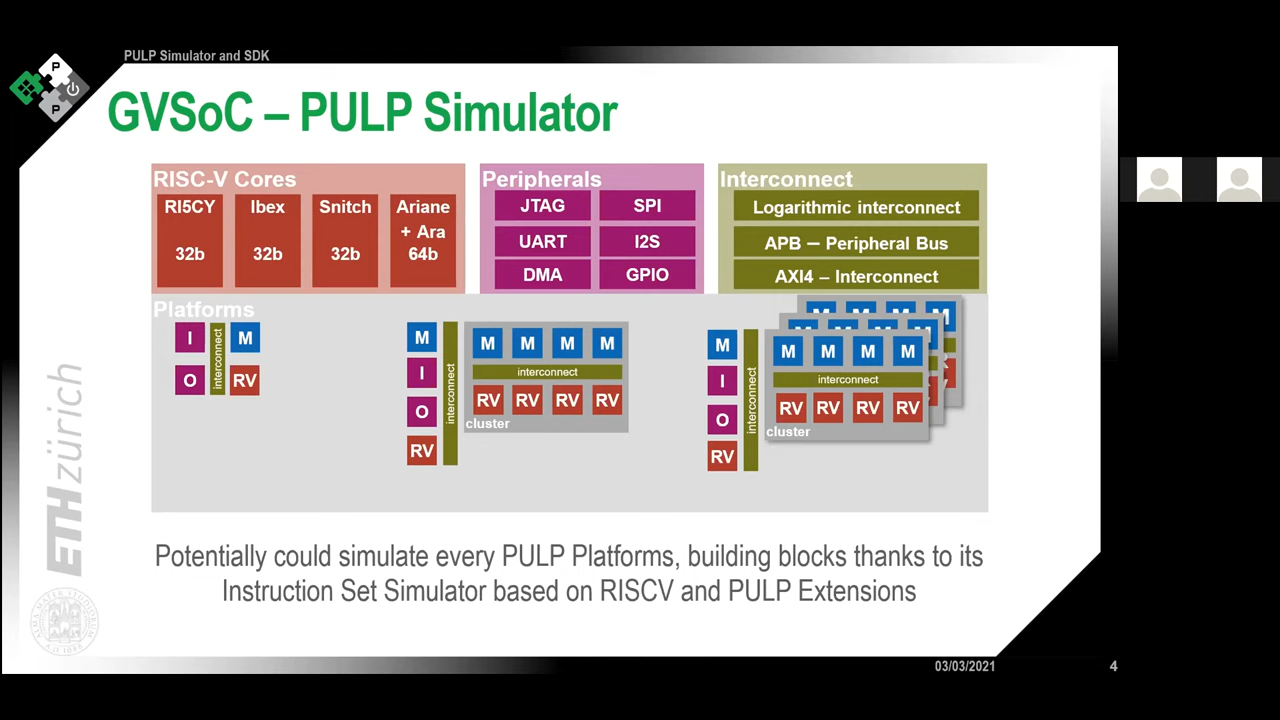 PULP Simulator and SDK
P
P
GVSoC – PULP Simulator
RISC-V Cores
RI5CY
32b
Ibex
32b
Snitch
32b
Ariane
+ Ara
64b
Peripherals
JTAG
SPI
UART
I2S
DMA
GPIO
Interconnect
Logarithmic interconnect
APB – Peripheral Bus
AXI4 – Interconnect
Platforms
I
O
interconnect
M
RV
M
I
O
RV
interconnect
M M M M
interconnect
RV RV RV RV
cluster
M
I
O
RV
interconnect
M M M M
M M M M
M M M M
interconnect
RV RV RV RV
cluster
ETH zürich
Potentially could simulate every PULP Platforms, building blocks thanks to its
Instruction Set Simulator based on RISCV and PULP Extensions
03/03/2021
4